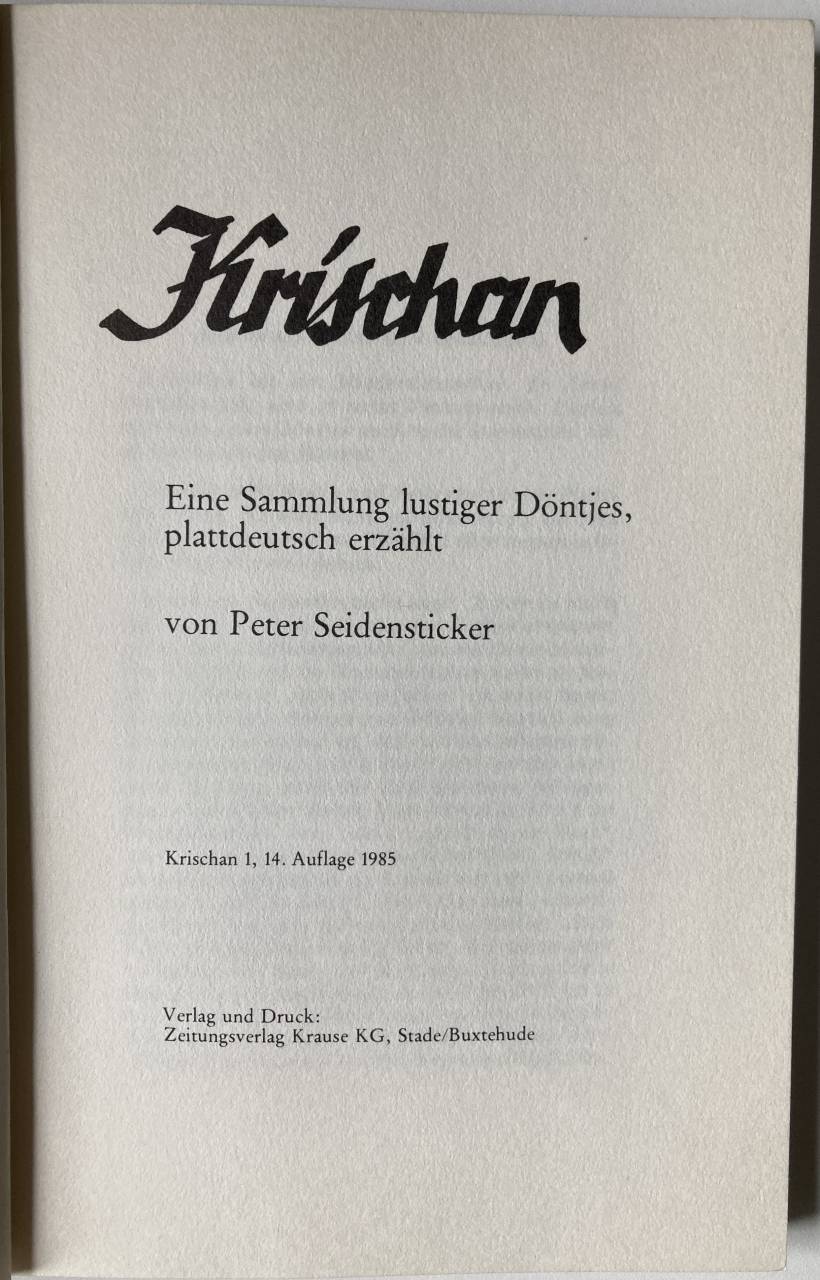 Krischan
Eine Sammlung lustiger Döntjes,
plattdeutsch erzählt
von Peter Seidensticker
Krischan 1, 14. Auflage 1985
Verlag und Druck:
Zeitungsverlag Krause KG, Stade/Buxtehude